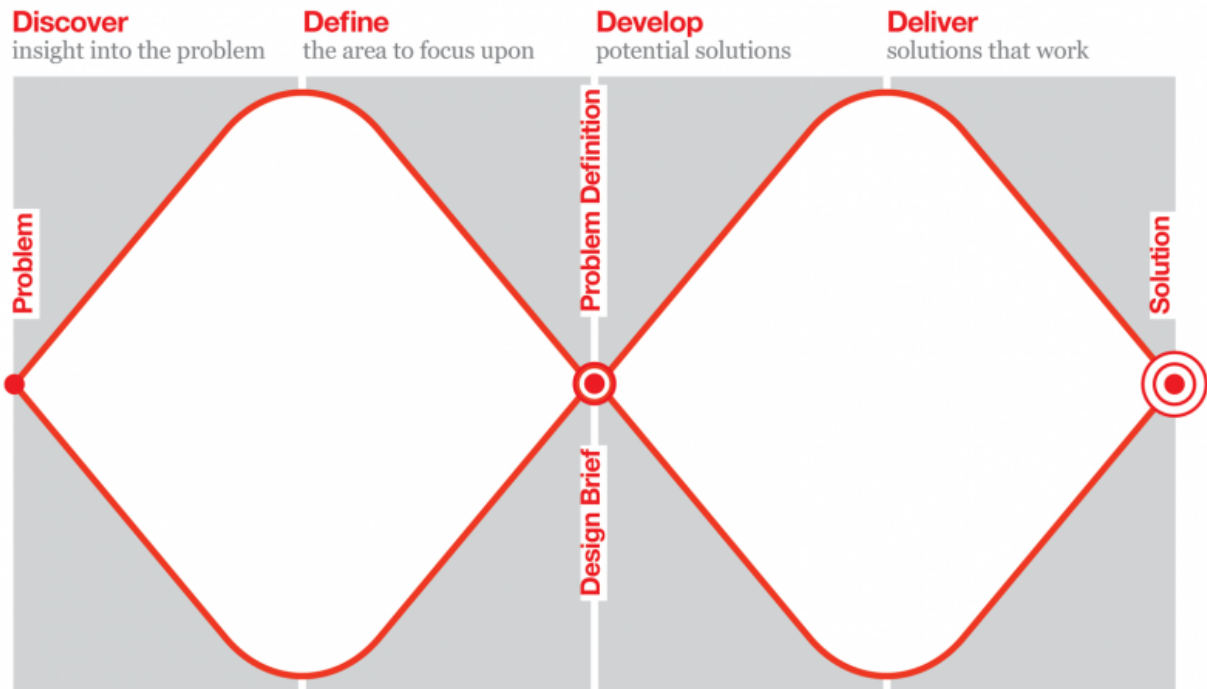 Discover
insight into the problem
Define
the area to focus upon
Develop
potential solutions
Deliver
solutions that work
Problem
Problem Definition
Design Brief
Solution